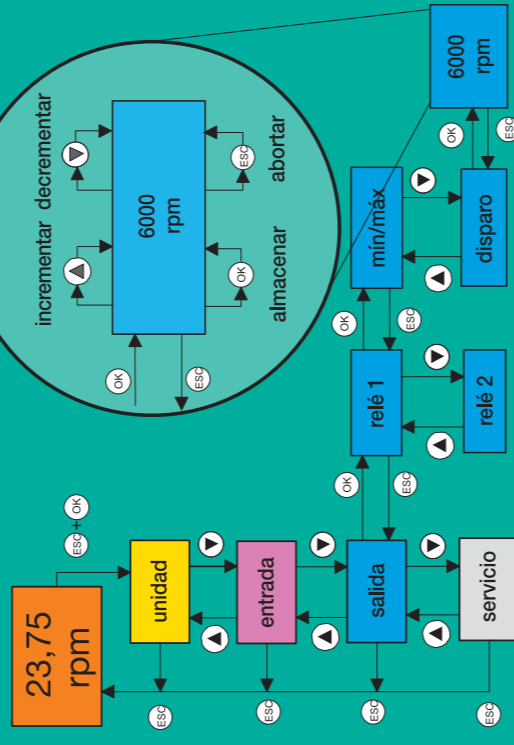 incrementar
decrementar
6000
rpm
almacenar
abortar
OK
ESC
OK
ESC
23,75
rpm
ESC
+
OK
unidad
ESC
entrada
ESC
salida
ESC
servicio
ESC
OK
ESC
relé 1
relé 2
OK
ESC
min/máx
disparo
OK
ESC
6000
rpm